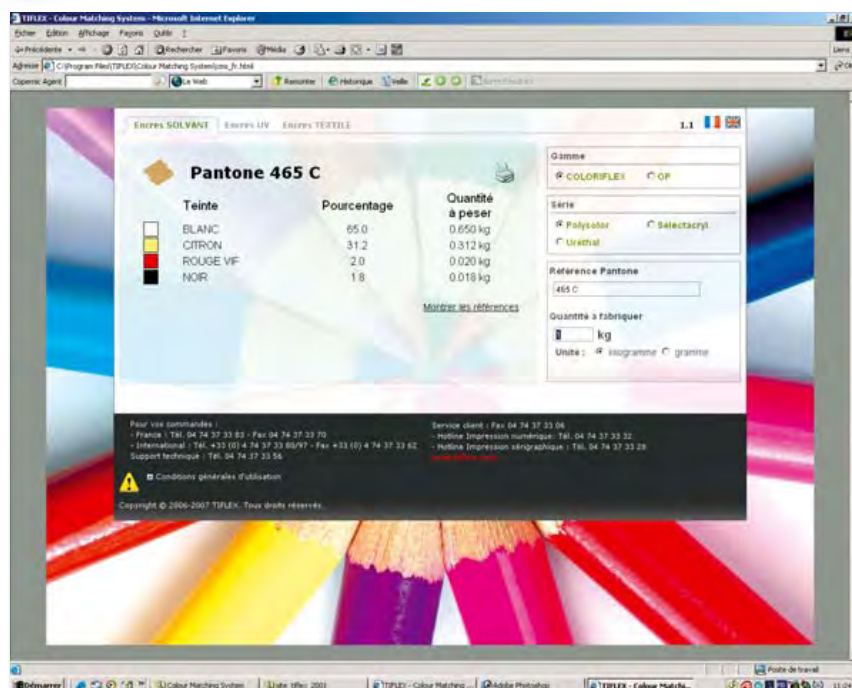 TIFLEX - Colour Matching System - Microsoft Internet Explorer
Fichier Edition Affichage Favoris Outils ?
Précédente Rechercher Favoris Média
Adresse C:\Program Files\TIFLEX\Colour Matching System\cms_fr.html
Copernic Agent Le Web Remonter Historique Veille
Encres SOLVANT Encres UV Encres TEXTILE 1.1
Pantone 465 C
Teinte Pourcentage Quantité à peser
BLANC 65.0 0.650 kg
CITRON 31.2 0.312 kg
ROUGE VIF 2.0 0.020 kg
NOIR 1.8 0.018 kg
Montrer les références
Gamme
COLORIFLEX OP
Série
Polycolor Selectacryl
Uréthal
Référence Pantone
465 C
Quantité à fabriquer
1 kg
Unité : kilogramme gramme
Pour vos commandes :
- France : Tél. 04 74 37 33 83 - Fax 04 74 37 33 70
- International : Tél. +33 (0) 4 74 37 33 80/97 - Fax +33 (0) 4 74 37 33 62
Support technique : Tél. 04 74 37 33 56
Service client : Fax 04 74 37 33 04
- Hotline Impression numérique: Tél. 04 74 37 33 32
- Hotline Impression sérigraphique : Tél. 04 74 37 33 28
Conditions générales d'utilisation
Copyright © 2006-2007 TIFLEX. Tous droits réservés.
Poste de travail
Démarrer Colour Matching System TIFLEX - Colour Matching ... Adobe Photoshop TIFLEX - Colour Matchi...